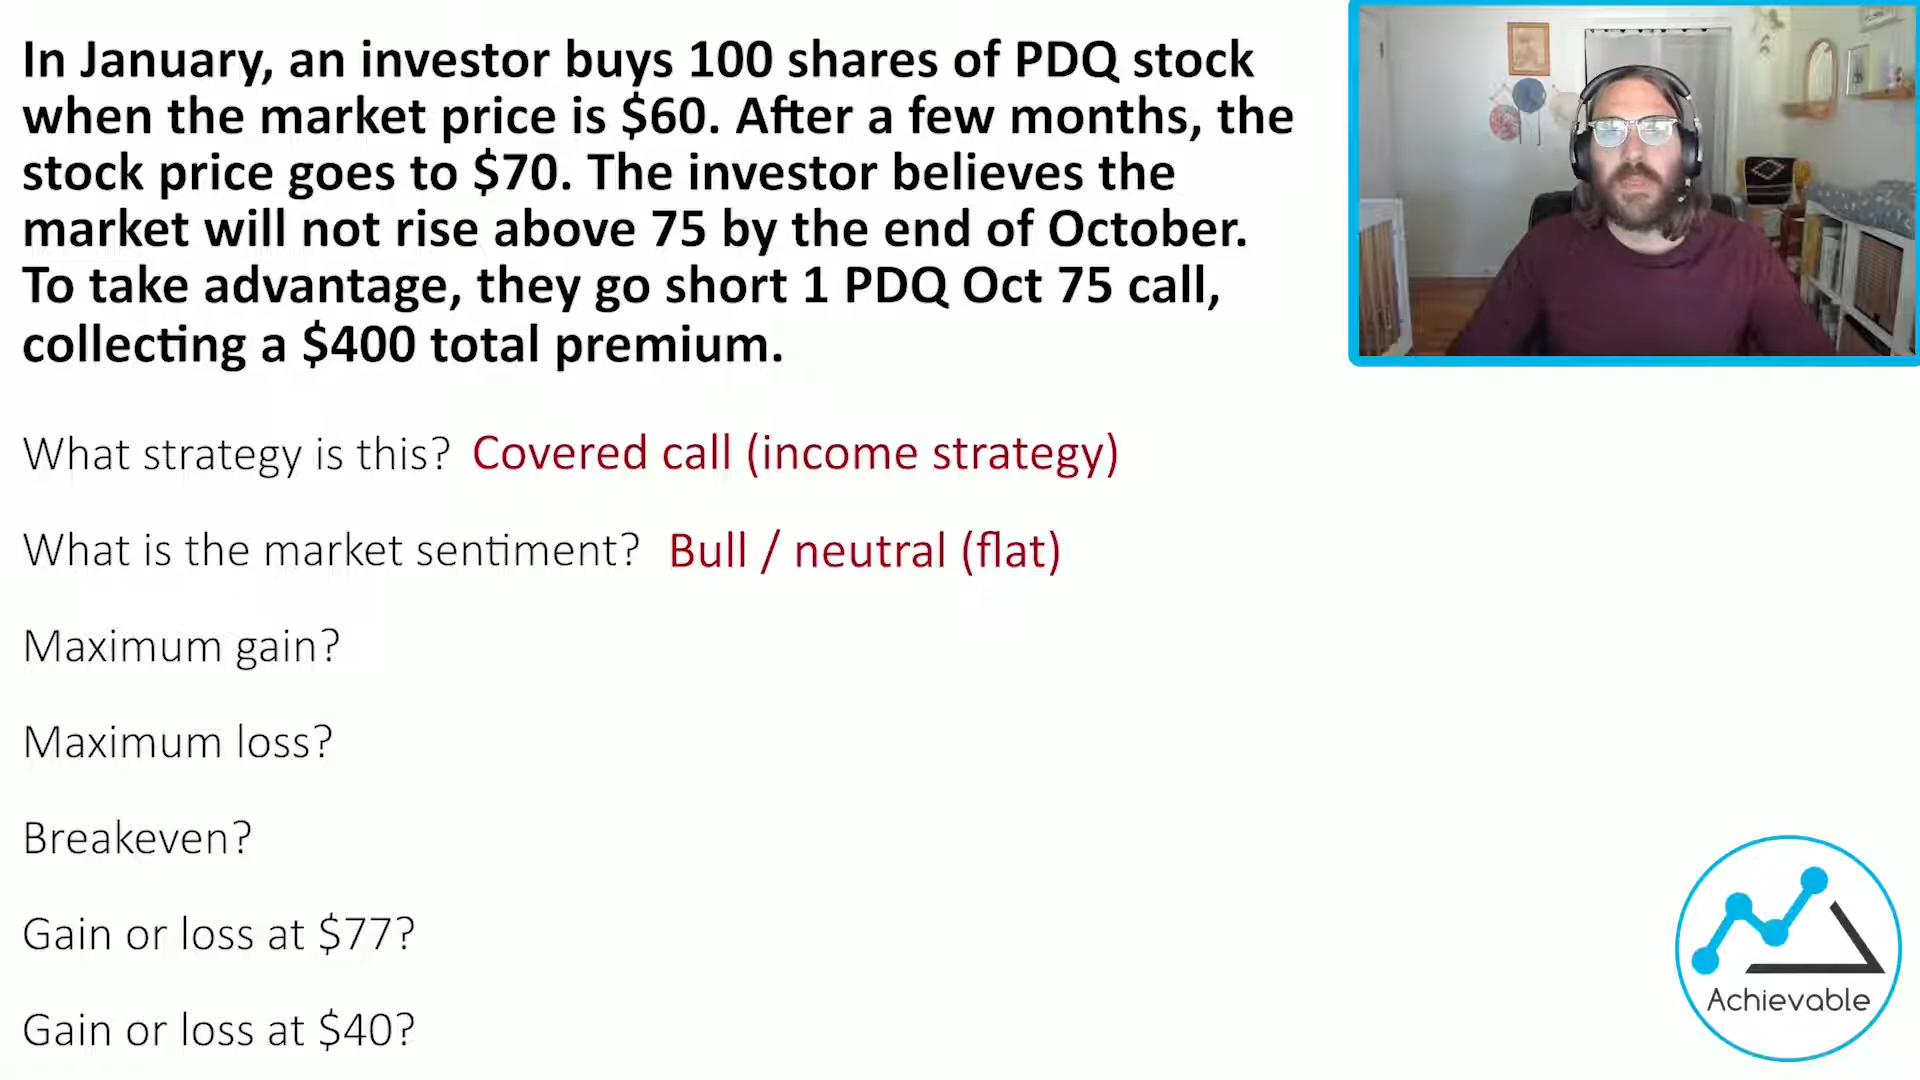 In January, an investor buys 100 shares of PDQ stock
when the market price is $60. After a few months, the
stock price goes to $70. The investor believes the
market will not rise above 75 by the end of October.
To take advantage, they go short 1 PDQ Oct 75 call,
collecting a $400 total premium.
What strategy is this? Covered call (income strategy)
What is the market sentiment? Bull / neutral (flat)
Maximum gain?
Maximum loss?
Breakeven?
Gain or loss at $77?
Gain or loss at $40?
Achievable